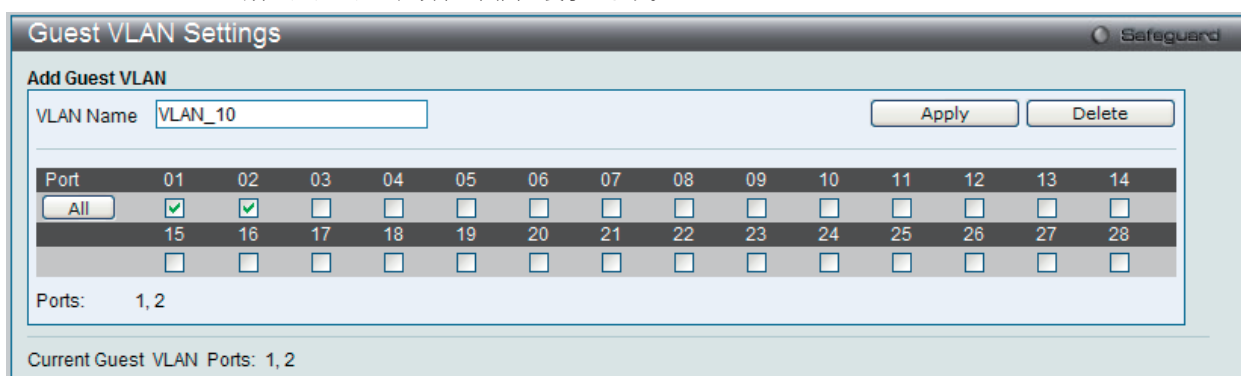 Guest VLAN Settings
Safeguard
Add Guest VLAN
VLAN Name VLAN_10 Apply Delete
Port 01 02 03 04 05 06 07 08 09 10 11 12 13 14
All
15 16 17 18 19 20 21 22 23 24 25 26 27 28
Ports: 1, 2
Current Guest VLAN Ports: 1, 2